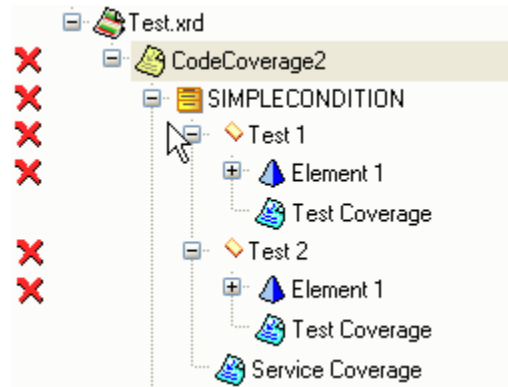 Test.xrd
CodeCoverage2
SIMPLECONDITION
Test 1
Element 1
Test Coverage
Test 2
Element 1
Test Coverage
Service Coverage